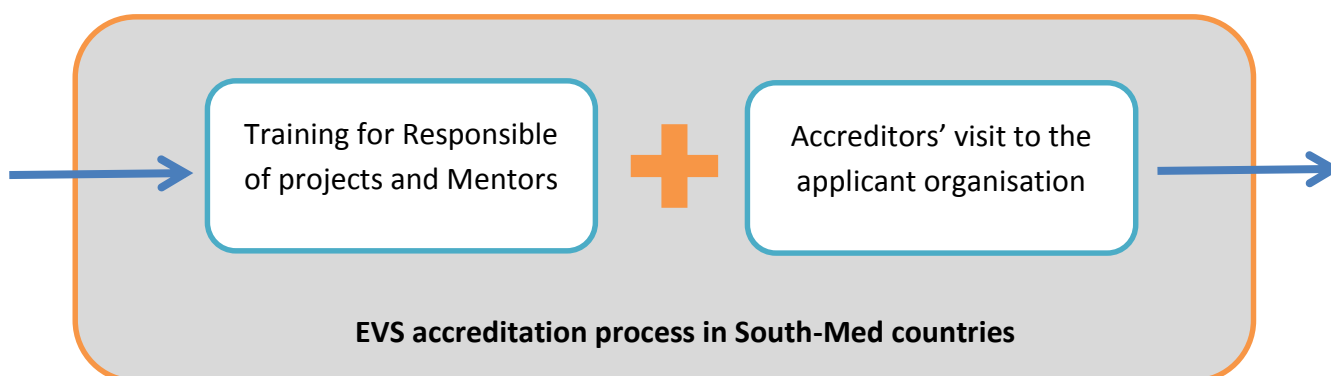 Training for Responsible
of projects and Mentors
Accreditors’ visit to the
applicant organisation
EVS accreditation process in South-Med countries